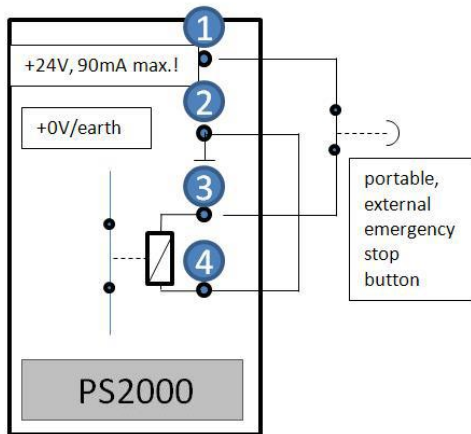 1
+24V, 90mA max.!
2
+0V/earth
3
portable,
external
emergency
stop
button
4
PS2000